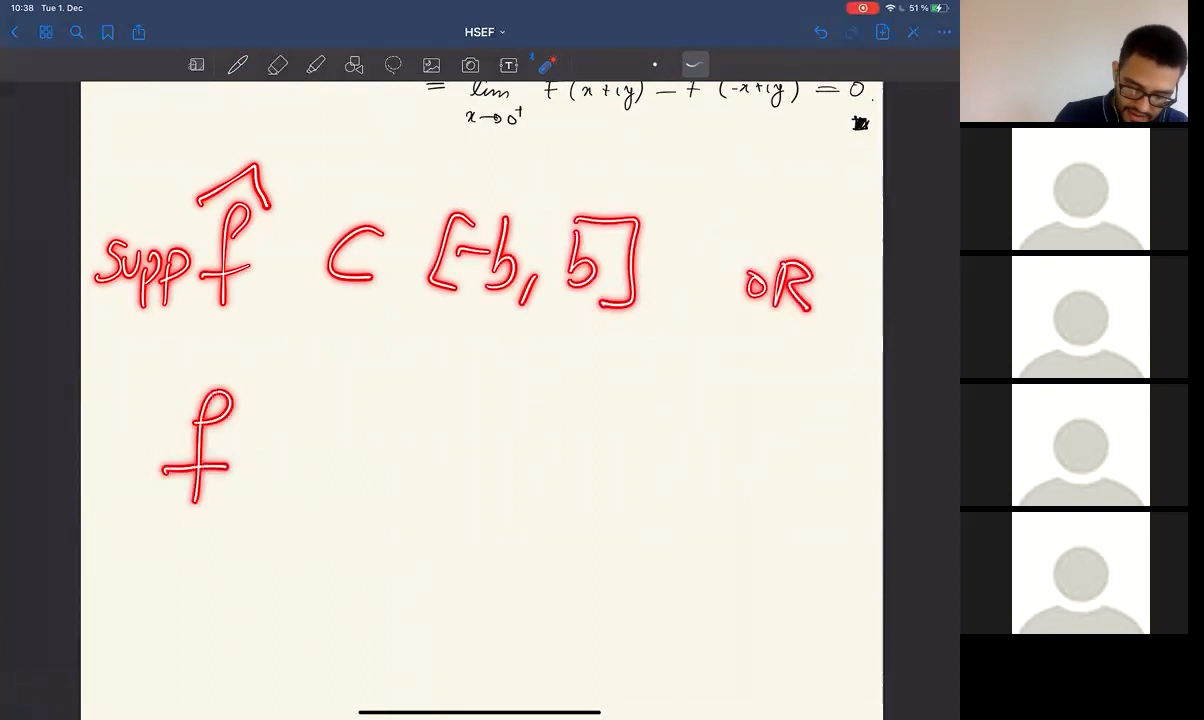 10:38 Tue 1. Dec
51 %
HSEF
= lim f (x+iy) - f (-x+iy) = 0.
x→0⁺
supp f̂ ⊂ [-b, b] OR
f